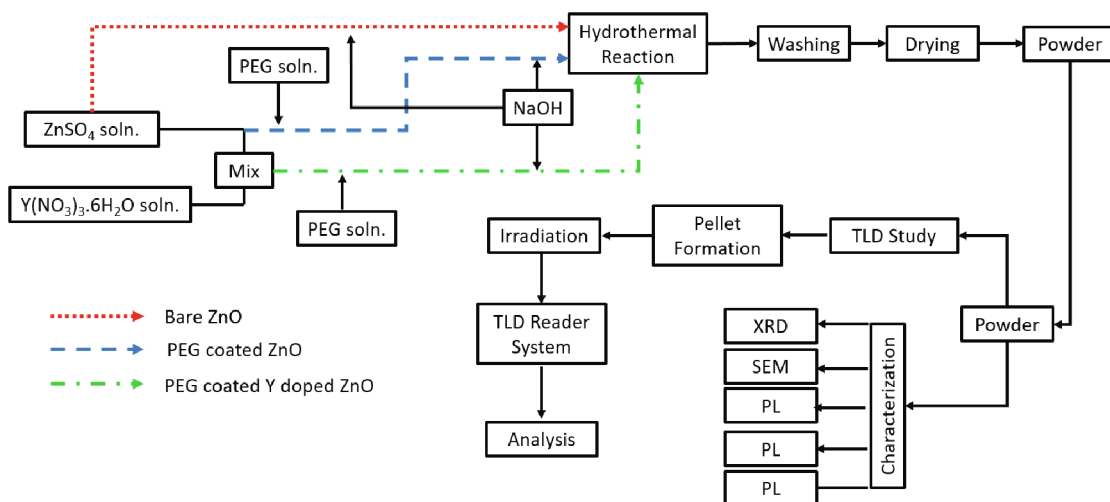 Hydrothermal
Reaction
Washing
Drying
Powder
PEG soln.
NaOH
ZnSO₄ soln.
Mix
Y(NO₃)₃.6H₂O soln.
PEG soln.
Irradiation
Pellet
Formation
TLD Study
Bare ZnO
PEG coated ZnO
PEG coated Y doped ZnO
TLD Reader
System
Analysis
Powder
XRD
SEM
PL
PL
PL
Characterization